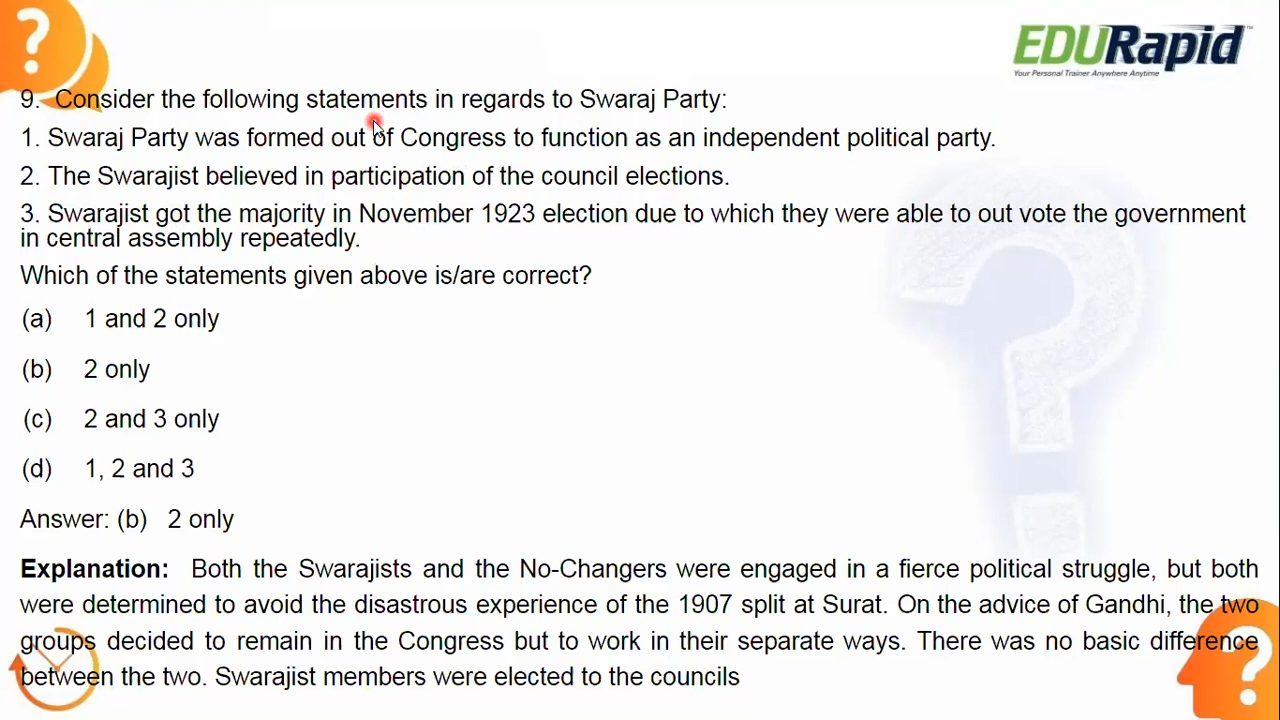 EDURapid™
Your Personal Trainer Anywhere Anytime
9. Consider the following statements in regards to Swaraj Party:
1. Swaraj Party was formed out of Congress to function as an independent political party.
2. The Swarajist believed in participation of the council elections.
3. Swarajist got the majority in November 1923 election due to which they were able to out vote the government
in central assembly repeatedly.
Which of the statements given above is/are correct?
(a) 1 and 2 only
(b) 2 only
(c) 2 and 3 only
(d) 1, 2 and 3
Answer: (b) 2 only
Explanation: Both the Swarajists and the No-Changers were engaged in a fierce political struggle, but both
were determined to avoid the disastrous experience of the 1907 split at Surat. On the advice of Gandhi, the two
groups decided to remain in the Congress but to work in their separate ways. There was no basic difference
between the two. Swarajist members were elected to the councils